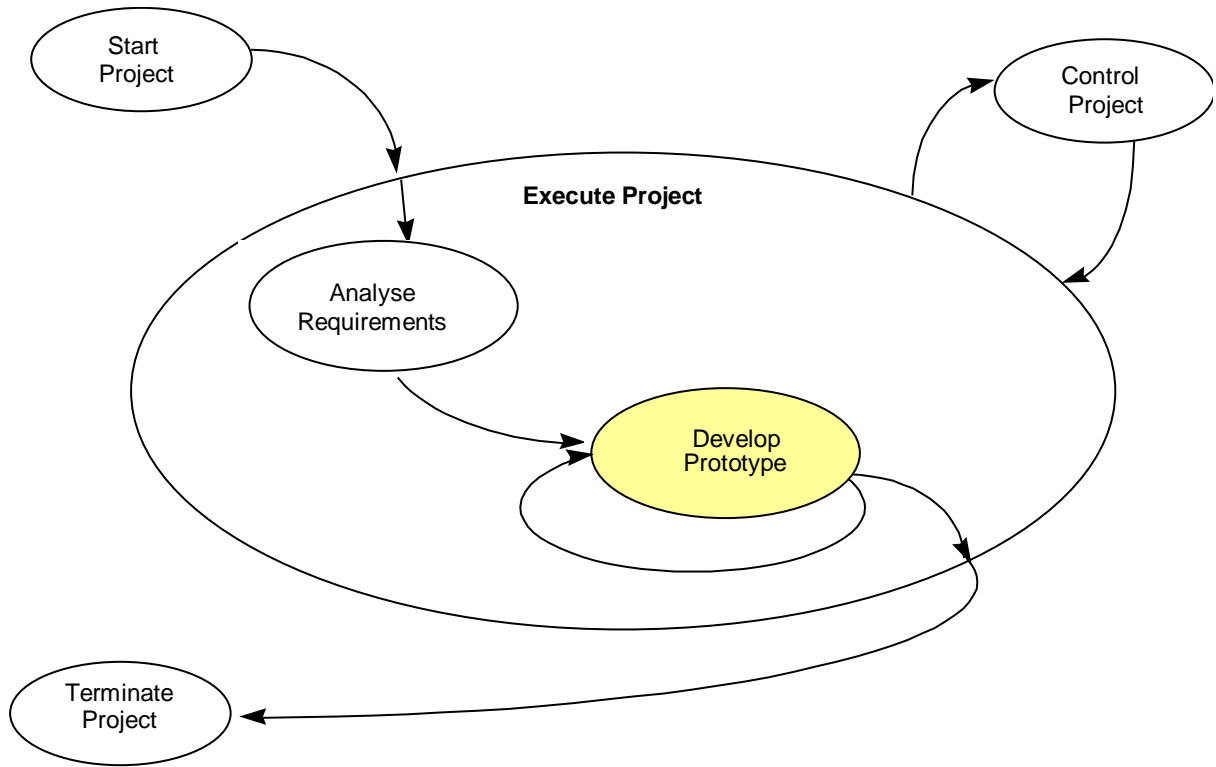 Start
Project
Control
Project
Execute Project
Analyse
Requirements
Develop
Prototype
Terminate
Project